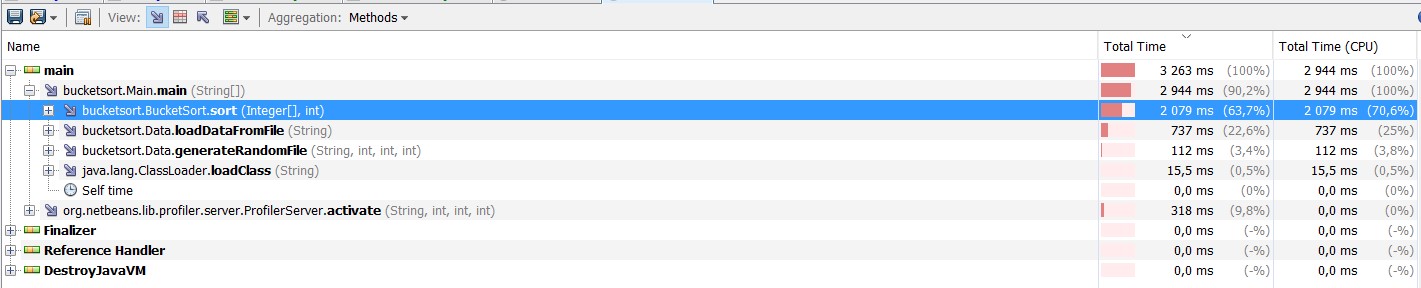 View: Aggregation: Methods
Name Total Time Total Time (CPU)
main 3 263 ms (100%) 2 944 ms (100%)
bucketsort.Main.main (String[]) 2 944 ms (90,2%) 2 944 ms (100%)
bucketsort.BucketSort.sort (Integer[], int) 2 079 ms (63,7%) 2 079 ms (70,6%)
bucketsort.Data.loadDataFromFile (String) 737 ms (22,6%) 737 ms (25%)
bucketsort.Data.generateRandomFile (String, int, int, int) 112 ms (3,4%) 112 ms (3,8%)
java.lang.ClassLoader.loadClass (String) 15,5 ms (0,5%) 15,5 ms (0,5%)
Self time 0,0 ms (0%) 0,0 ms (0%)
org.netbeans.lib.profiler.server.ProfilerServer.activate (String, int, int, int) 318 ms (9,8%) 0,0 ms (0%)
Finalizer 0,0 ms (-%) 0,0 ms (-%)
Reference Handler 0,0 ms (-%) 0,0 ms (-%)
DestroyJavaVM 0,0 ms (-%) 0,0 ms (-%)